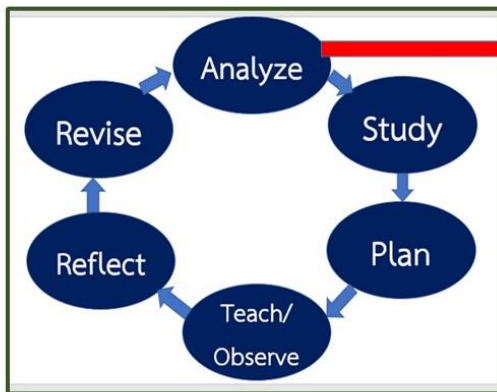 Analyze
Study
Plan
Teach/
Observe
Reflect
Revise